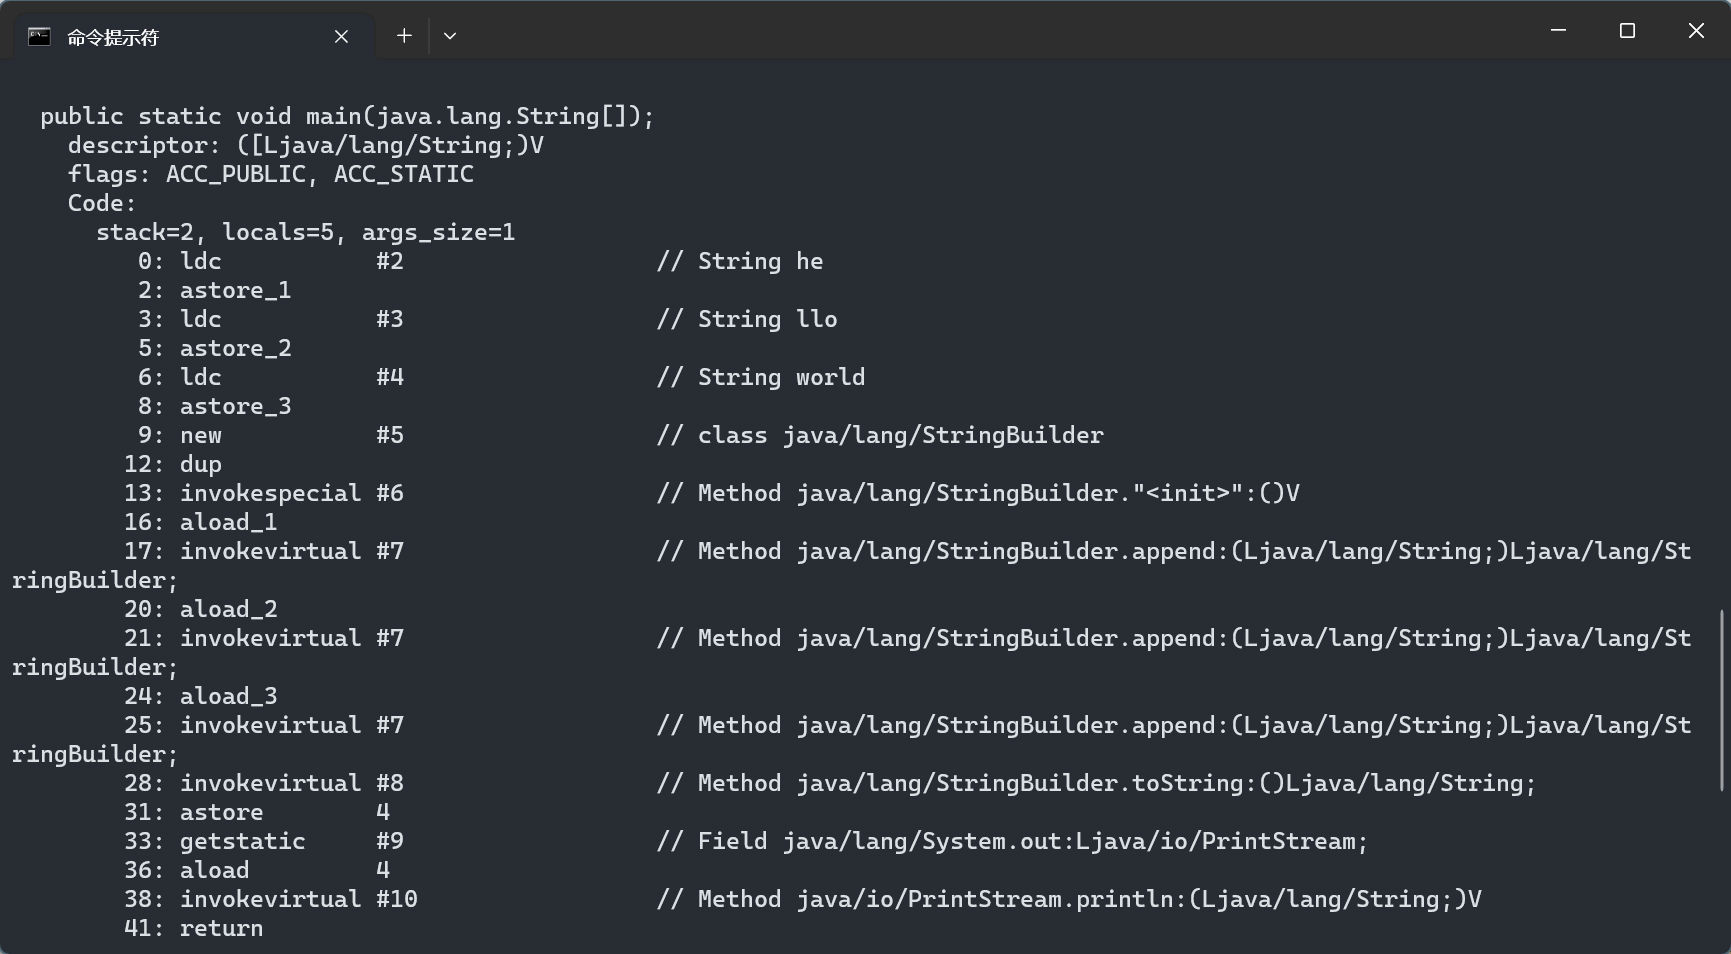 命令提示符
public static void main(java.lang.String[]);
descriptor: ([Ljava/lang/String;)V
flags: ACC_PUBLIC, ACC_STATIC
Code:
stack=2, locals=5, args_size=1
0: ldc #2 // String he
2: astore_1
3: ldc #3 // String llo
5: astore_2
6: ldc #4 // String world
8: astore_3
9: new #5 // class java/lang/StringBuilder
12: dup
13: invokespecial #6 // Method java/lang/StringBuilder."<init>":()V
16: aload_1
17: invokevirtual #7 // Method java/lang/StringBuilder.append:(Ljava/lang/String;)Ljava/lang/St
ringBuilder;
20: aload_2
21: invokevirtual #7 // Method java/lang/StringBuilder.append:(Ljava/lang/String;)Ljava/lang/St
ringBuilder;
24: aload_3
25: invokevirtual #7 // Method java/lang/StringBuilder.append:(Ljava/lang/String;)Ljava/lang/St
ringBuilder;
28: invokevirtual #8 // Method java/lang/StringBuilder.toString:()Ljava/lang/String;
31: astore 4
33: getstatic #9 // Field java/lang/System.out:Ljava/io/PrintStream;
36: aload 4
38: invokevirtual #10 // Method java/io/PrintStream.println:(Ljava/lang/String;)V
41: return